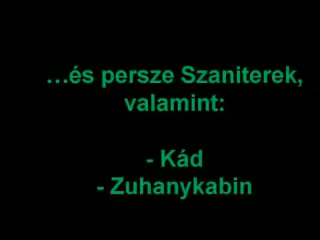 …és persze Szaniterek,
valamint:
- Kád
- Zuhanykabin